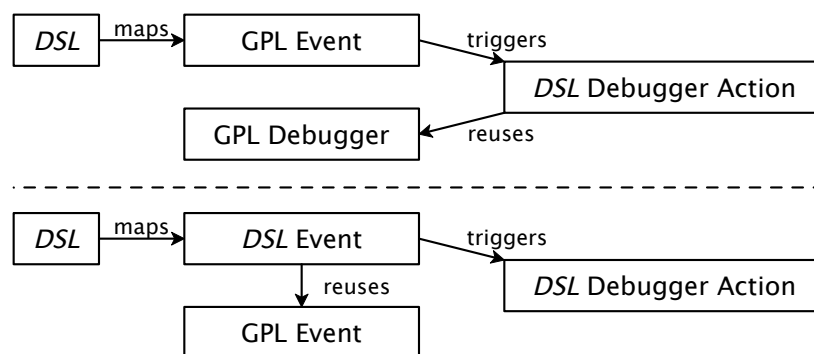 DSL maps GPL Event triggers
DSL Debugger Action
GPL Debugger reuses
DSL maps DSL Event triggers
DSL Debugger Action
reuses
GPL Event